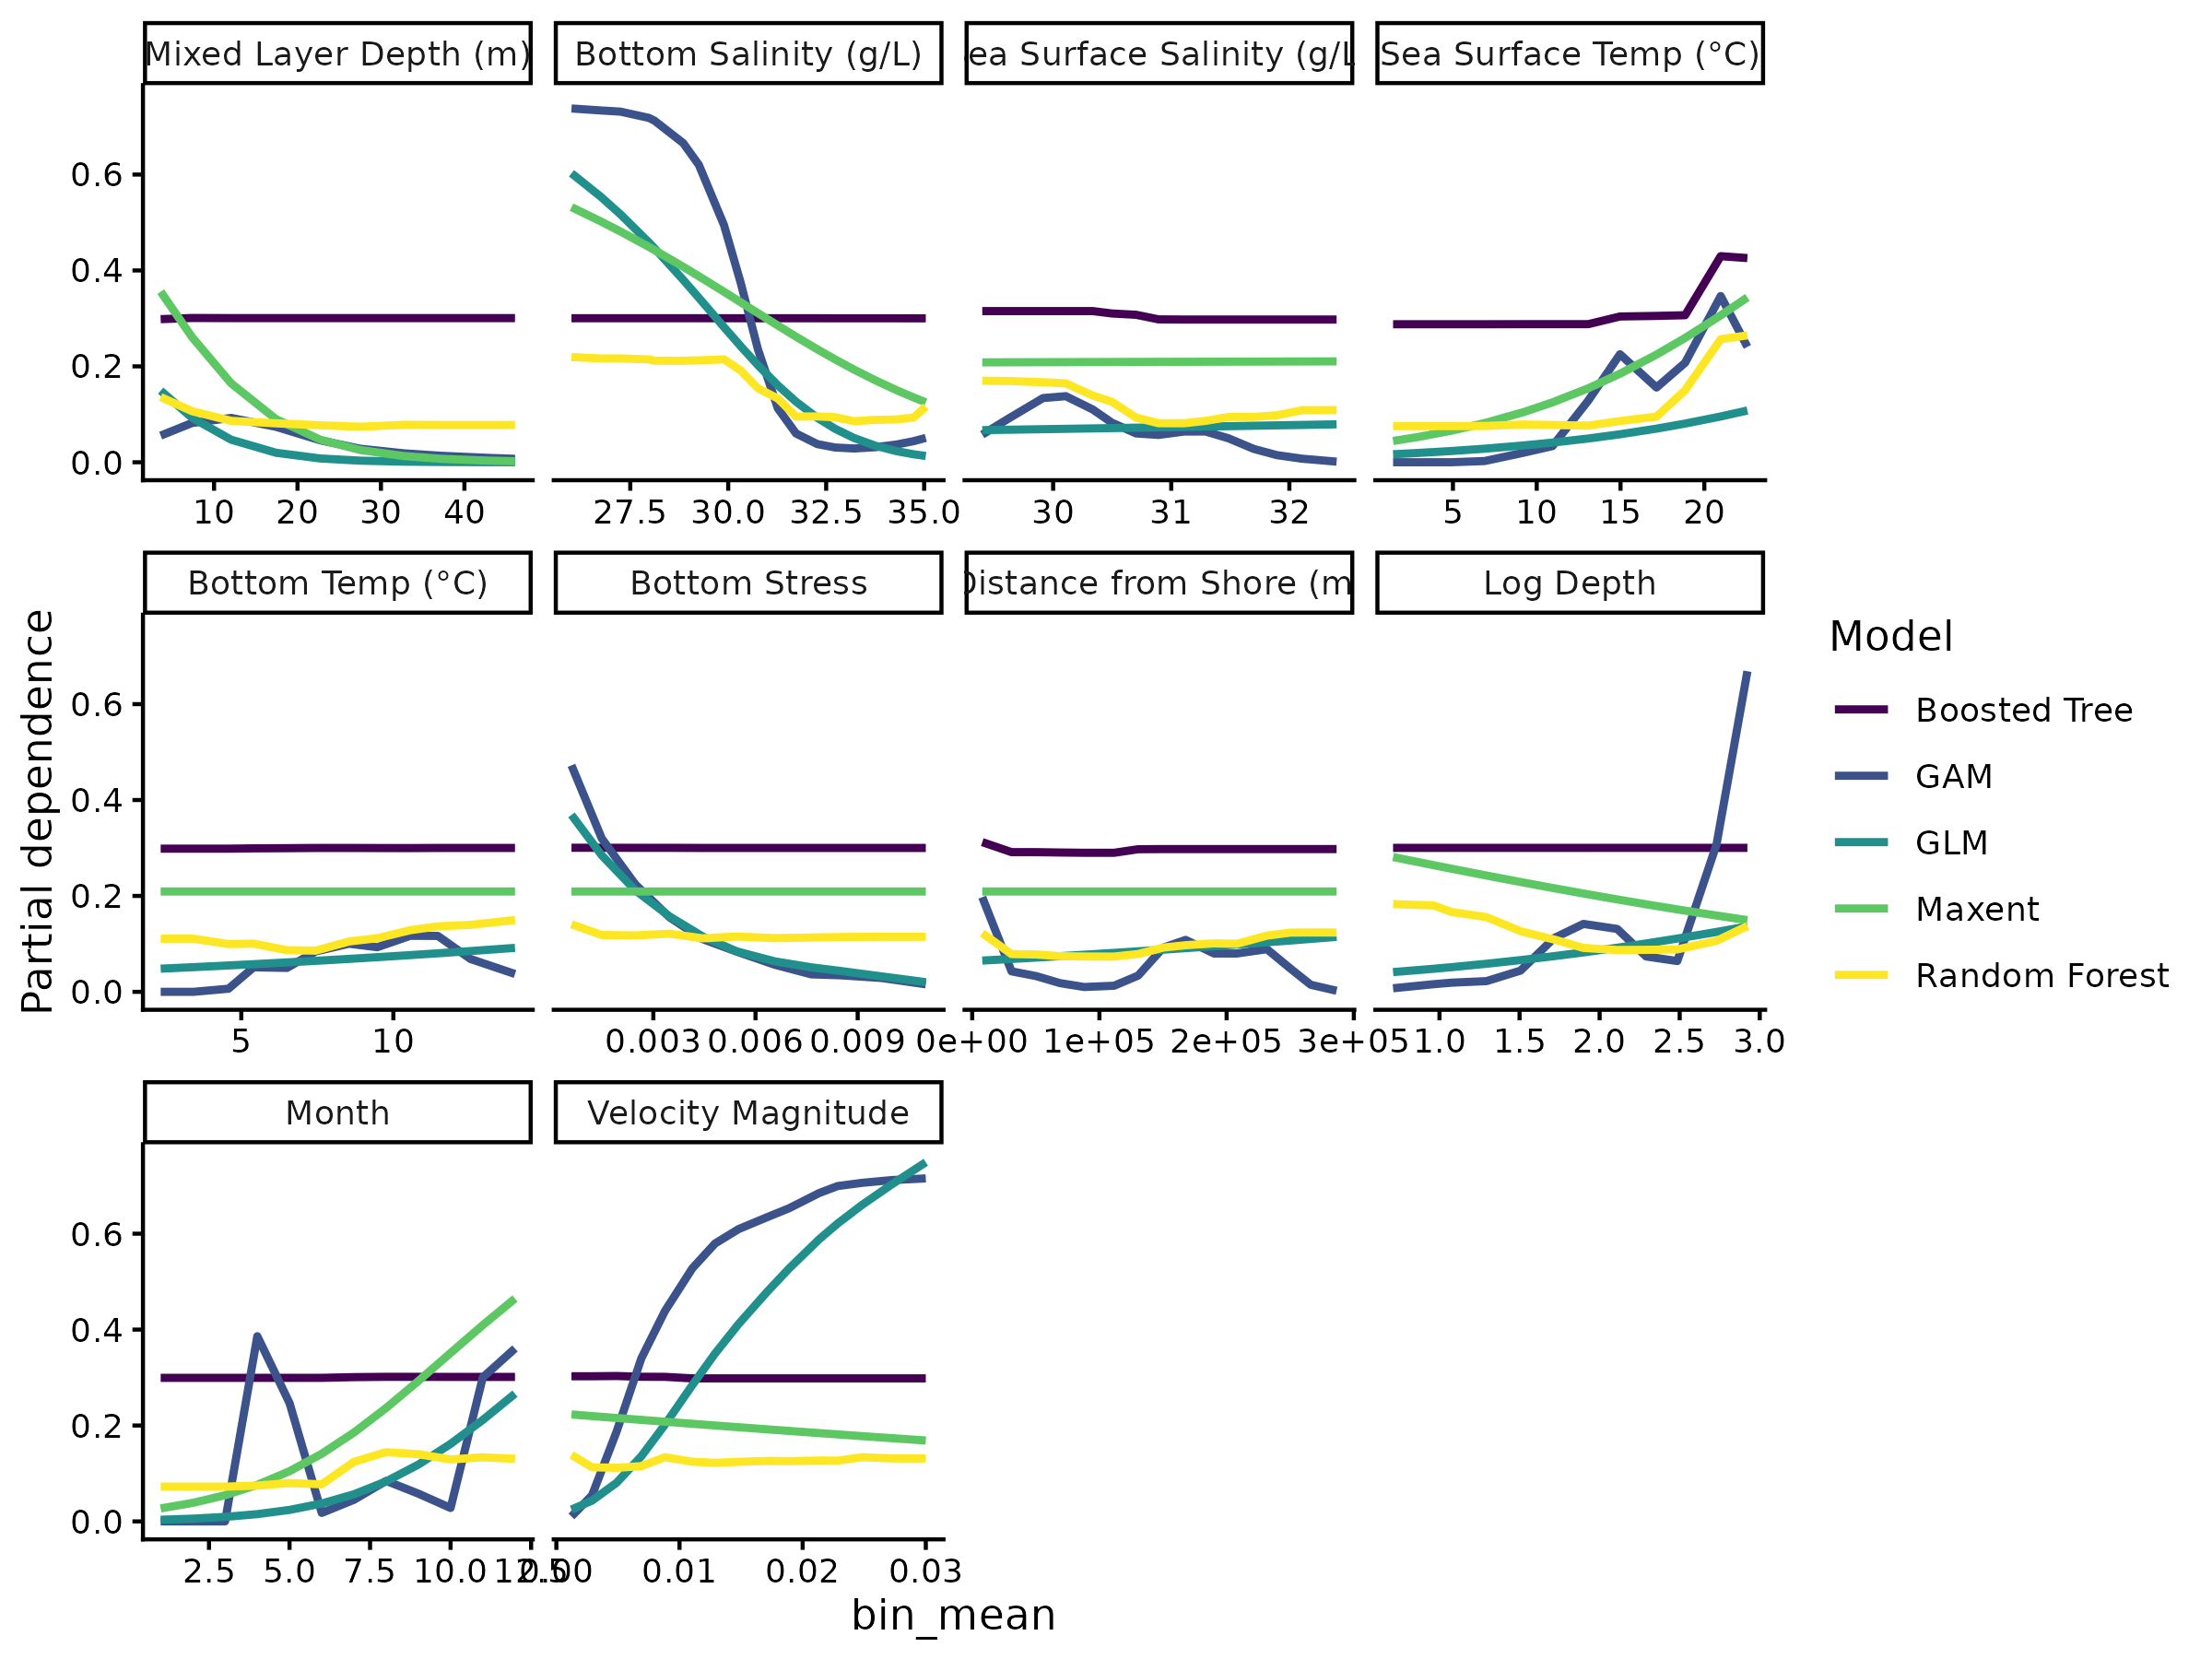 Mixed Layer Depth (m)
Bottom Salinity (g/L)
ea Surface Salinity (g/L
Sea Surface Temp (°C)
0.6
0.4
0.2
0.0
10 20 30 40
27.5 30.0 32.5 35.0
30 31 32
5 10 15 20
Bottom Temp (°C)
Bottom Stress
Distance from Shore (m
Log Depth
0.6
0.4
0.2
0.0
5 10
0.003 0.006 0.009
0e+00 1e+05 2e+05 3e+05
1.0 1.5 2.0 2.5 3.0
Month
Velocity Magnitude
0.6
0.4
0.2
0.0
2.5 5.0 7.5 10.0 12.5
0.00 0.01 0.02 0.03
bin_mean
Partial dependence
Model
Boosted Tree
GAM
GLM
Maxent
Random Forest